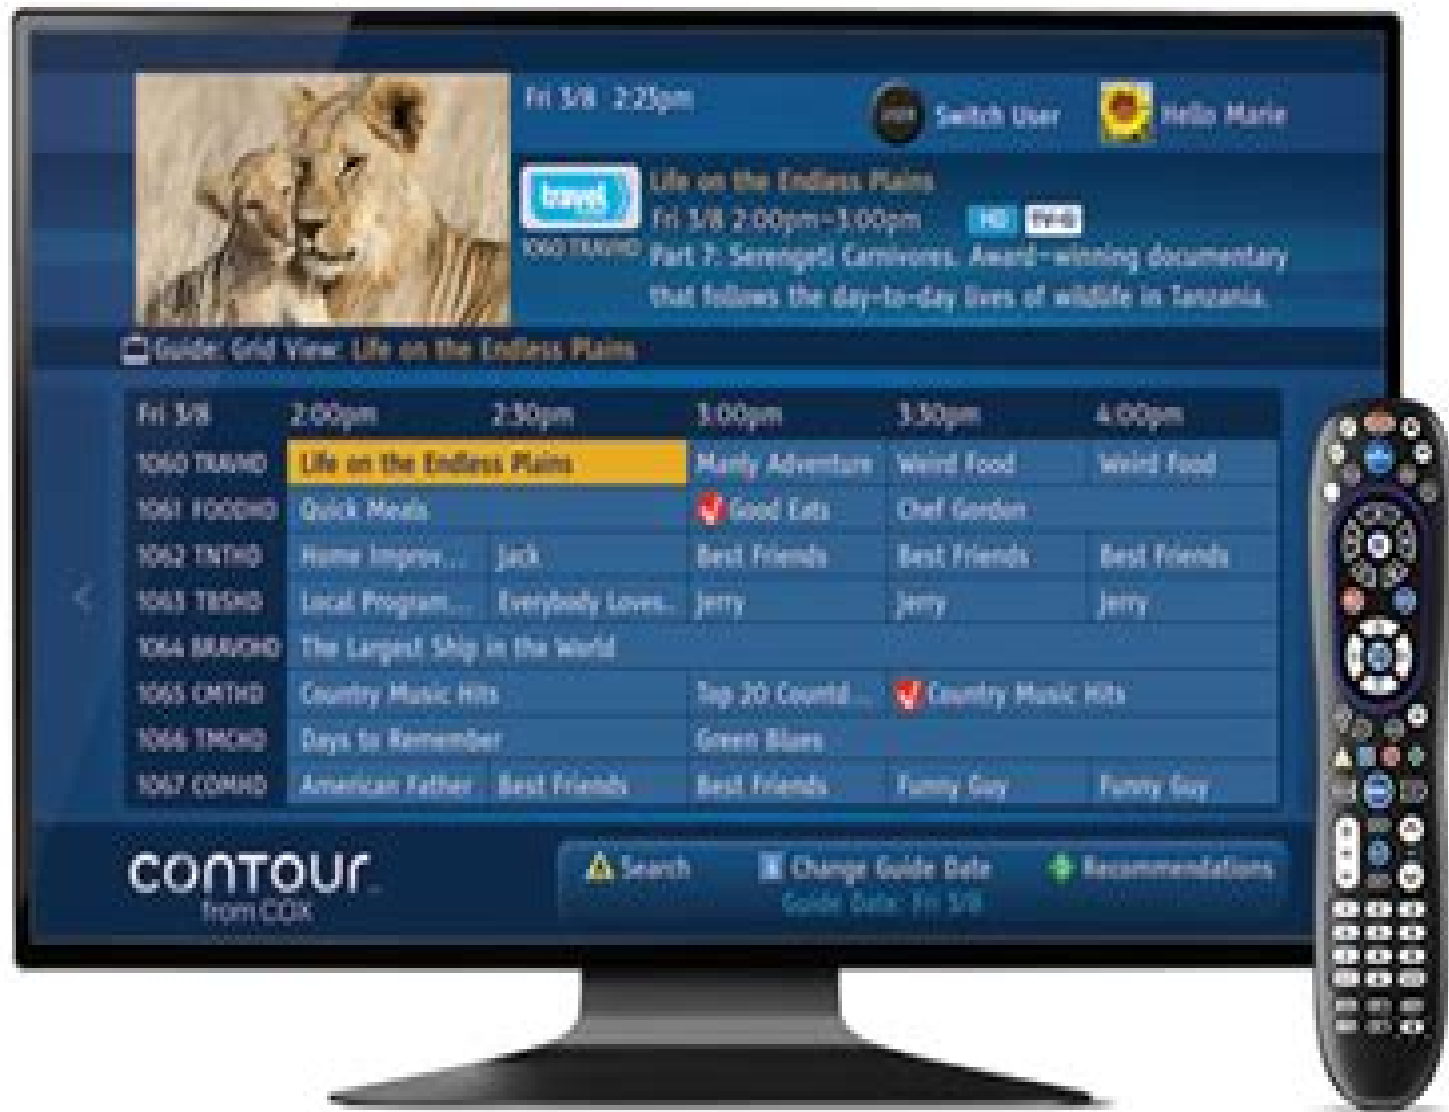 Fri 3/8 2:23pm
Switch User
Hello Marie
travel
Life on the Endless Plains
Fri 3/8 2:00pm-3:00pm HD TV-G
1060 TRAVHD
Part 7: Serengeti Carnivores. Award-winning documentary
that follows the day-to-day lives of wildlife in Tanzania.
Guide: Grid View: Life on the Endless Plains
Fri 3/8 2:00pm 2:30pm 3:00pm 3:30pm 4:00pm
1060 TRAVHD Life on the Endless Plains Manly Adventure Weird Food Weird Food
1061 FOODHD Quick Meals Good Eats Chef Gordon
1062 TNTHD Home Improv... Jack Best Friends Best Friends Best Friends
1063 TBSHD Local Program... Everybody Loves.. Jerry Jerry Jerry
1064 BRAVOHD The Largest Ship in the World
1065 CMTHD Country Music Hits Top 20 Countd... Country Music Hits
1066 TMCHD Days to Remember Green Blues
1067 COMHD American Father Best Friends Best Friends Funny Guy Funny Guy
contour
from COX
Search
Change Guide Date
Guide Date: Fri 3/8
Recommendations